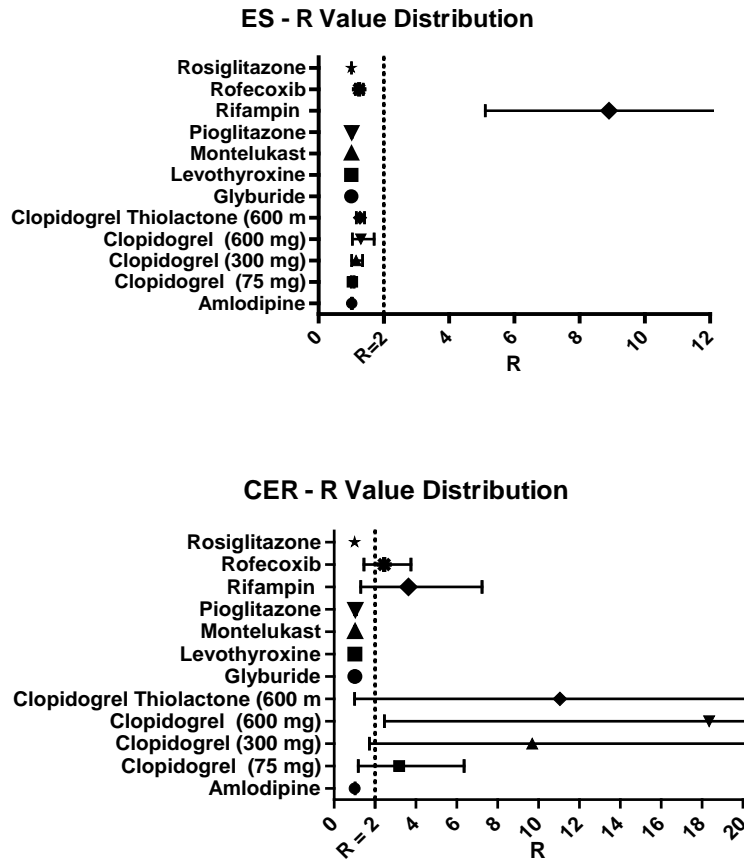 ES - R Value Distribution
Rosiglitazone
Rofecoxib
Rifampin
Pioglitazone
Montelukast
Levothyroxine
Glyburide
Clopidogrel Thiolactone (600 m
Clopidogrel (600 mg)
Clopidogrel (300 mg)
Clopidogrel (75 mg)
Amlodipine
0 R=2 4 6 8 10 12
R
CER - R Value Distribution
Rosiglitazone
Rofecoxib
Rifampin
Pioglitazone
Montelukast
Levothyroxine
Glyburide
Clopidogrel Thiolactone (600 m
Clopidogrel (600 mg)
Clopidogrel (300 mg)
Clopidogrel (75 mg)
Amlodipine
0 R = 2 4 6 8 10 12 14 16 18 20
R